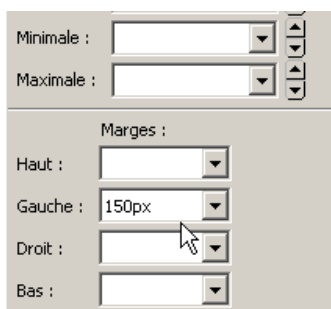 Minimale :
Maximale :
Marges :
Haut :
Gauche : 150px
Droit :
Bas :